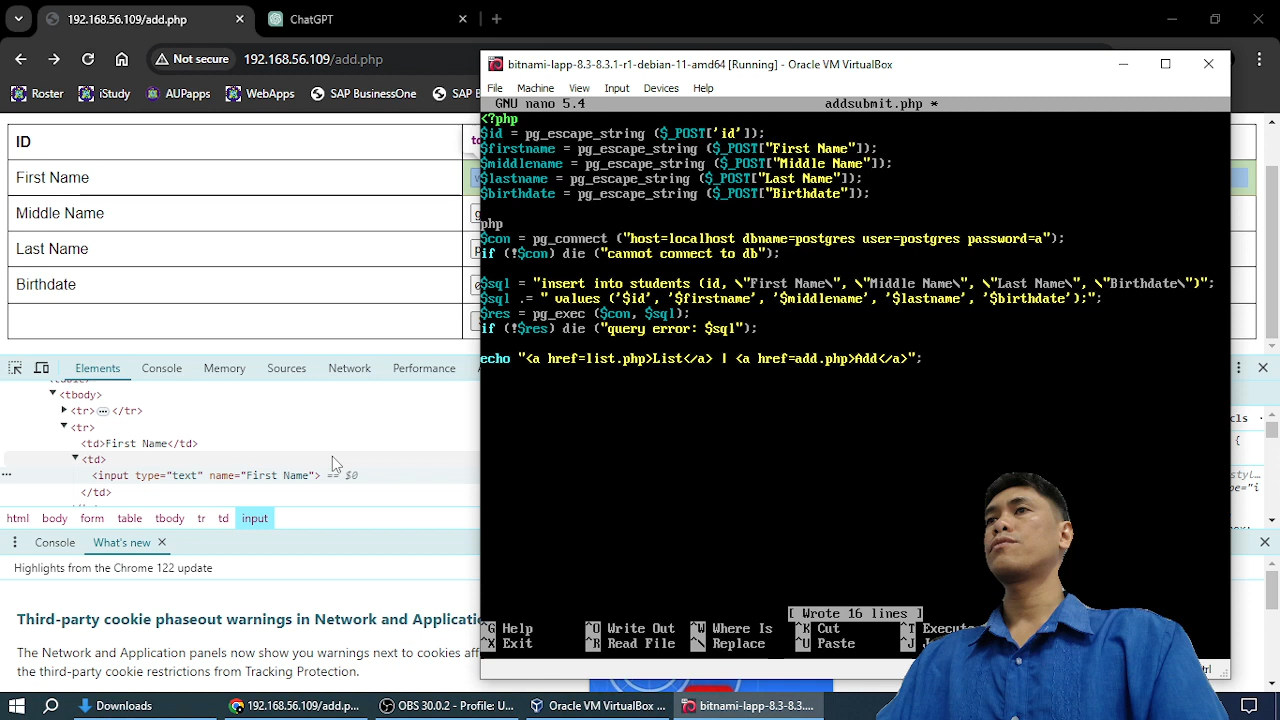 192.168.56.109/add.php
ChatGPT
Not secure
192.168.56.109/add.php
Roster
iStudy
AUPapps
WebApps
SAP BusinessOne
SAP B
bitnami-lapp-8.3-8.3.1-r1-debian-11-amd64 [Running] - Oracle VM VirtualBox
File Machine View Input Devices Help
GNU nano 5.4 addsubmit.php *
<?php
$id = pg_escape_string ($_POST['id']);
$firstname = pg_escape_string ($_POST["First Name"]);
$middlename = pg_escape_string ($_POST["Middle Name"]);
$lastname = pg_escape_string ($_POST["Last Name"]);
$birthdate = pg_escape_string ($_POST["Birthdate"]);
php
$con = pg_connect ("host=localhost dbname=postgres user=postgres password=a");
if (!$con) die ("cannot connect to db");
$sql = "insert into students (id, \"First Name\", \"Middle Name\", \"Last Name\", \"Birthdate\")";
$sql .= " values ('$id', '$firstname', '$middlename', '$lastname', '$birthdate');";
$res = pg_exec ($con, $sql);
if (!$res) die ("query error: $sql");
echo "<a href=list.php>List</a> | <a href=add.php>Add</a>";
[ Wrote 16 lines ]
^G Help ^O Write Out ^W Where Is ^K Cut ^T Execute
^X Exit ^R Read File ^\ Replace ^U Paste ^J
ID
First Name
Middle Name
Last Name
Birthdate
Elements Console Sources Network Performance
<tbody>
<tr> … </tr>
<tr>
<td>First Name</td>
<td>
<input type="text" name="First Name"> == $0
</td>
html body form table tbody tr td input
Console What's new
Highlights from the Chrome 122 update
Third-party cookie phaseout warnings in Network and Applicatio
The Network and Application panels now show you warnings next to cookies aff
the third-party cookie restrictions from Tracking Protection.
cls
Downloads
192.168.56.109/add.p...
OBS 30.0.2 - Profile: U...
Oracle VM VirtualBox ...
bitnami-lapp-8.3-8.3....